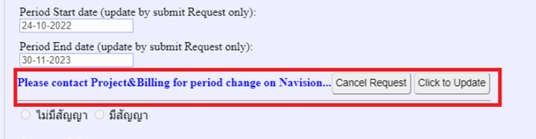 Period Start date (update by submit Request only):
24-10-2022
Period End date (update by submit Request only):
30-11-2023
Please contact Project&Billing for period change on Navision... Cancel Request Click to Update
ไม่มีสัญญา มีสัญญา